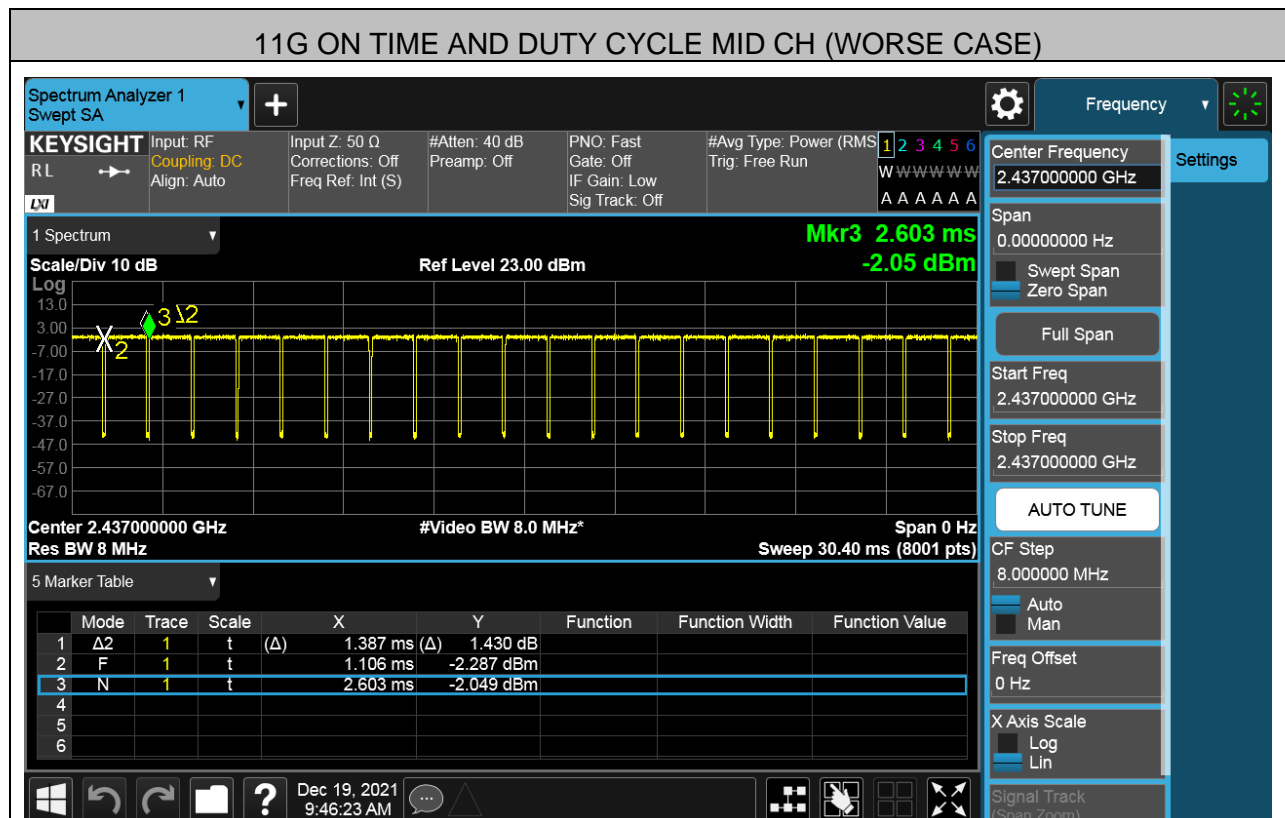 11G ON TIME AND DUTY CYCLE MID CH (WORSE CASE)
Spectrum Analyzer 1
Swept SA
Frequency
KEYSIGHT
RL
LXI
Input: RF
Coupling: DC
Align: Auto
Input Z: 50 Ω
Corrections: Off
Freq Ref: Int (S)
#Atten: 40 dB
Preamp: Off
PNO: Fast
Gate: Off
IF Gain: Low
Sig Track: Off
#Avg Type: Power (RMS
Trig: Free Run
1 2 3 4 5 6
W W W W W W
A A A A A A
1 Spectrum
Mkr3 2.603 ms
Scale/Div 10 dB
Ref Level 23.00 dBm
-2.05 dBm
Log
13.0
3.00
-7.00
-17.0
-27.0
-37.0
-47.0
-57.0
-67.0
3 1Δ2
2
Center 2.437000000 GHz
#Video BW 8.0 MHz*
Span 0 Hz
Res BW 8 MHz
Sweep 30.40 ms (8001 pts)
5 Marker Table
Mode Trace Scale X Y Function Function Width Function Value
1 Δ2 1 t (Δ) 1.387 ms (Δ) 1.430 dB
2 F 1 t 1.106 ms -2.287 dBm
3 N 1 t 2.603 ms -2.049 dBm
4
5
6
Dec 19, 2021
9:46:23 AM
Center Frequency
2.437000000 GHz
Settings
Span
0.00000000 Hz
Swept Span
Zero Span
Full Span
Start Freq
2.437000000 GHz
Stop Freq
2.437000000 GHz
AUTO TUNE
CF Step
8.000000 MHz
Auto
Man
Freq Offset
0 Hz
X Axis Scale
Log
Lin
Signal Track
(Span Zoom)